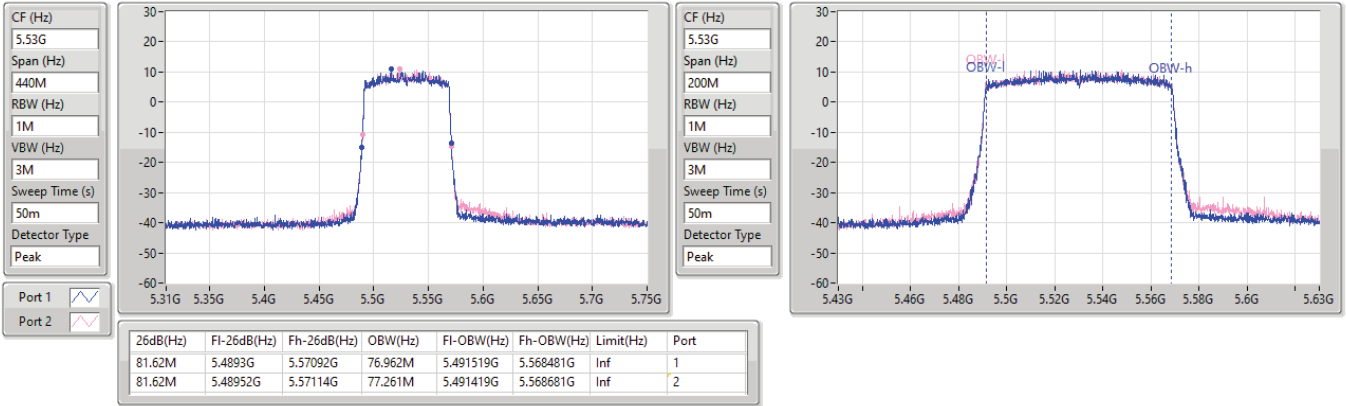 CF (Hz)
5.53G
Span (Hz)
440M
RBW (Hz)
1M
VBW (Hz)
3M
Sweep Time (s)
50m
Detector Type
Peak
Port 1
Port 2
30
20
10
0
-10
-20
-30
-40
-50
-60
5.31G 5.35G 5.4G 5.45G 5.5G 5.55G 5.6G 5.65G 5.7G 5.75G
CF (Hz)
5.53G
Span (Hz)
200M
RBW (Hz)
1M
VBW (Hz)
3M
Sweep Time (s)
50m
Detector Type
Peak
30
20
10
0
-10
-20
-30
-40
-50
-60
OBW-l
OBW-l
OBW-h
5.43G 5.46G 5.48G 5.5G 5.52G 5.54G 5.56G 5.58G 5.6G 5.63G
26dB(Hz) Fl-26dB(Hz) Fh-26dB(Hz) OBW(Hz) Fl-OBW(Hz) Fh-OBW(Hz) Limit(Hz) Port
81.62M 5.4893G 5.57092G 76.962M 5.491519G 5.568481G Inf 1
81.62M 5.48952G 5.57114G 77.261M 5.491419G 5.568681G Inf 2